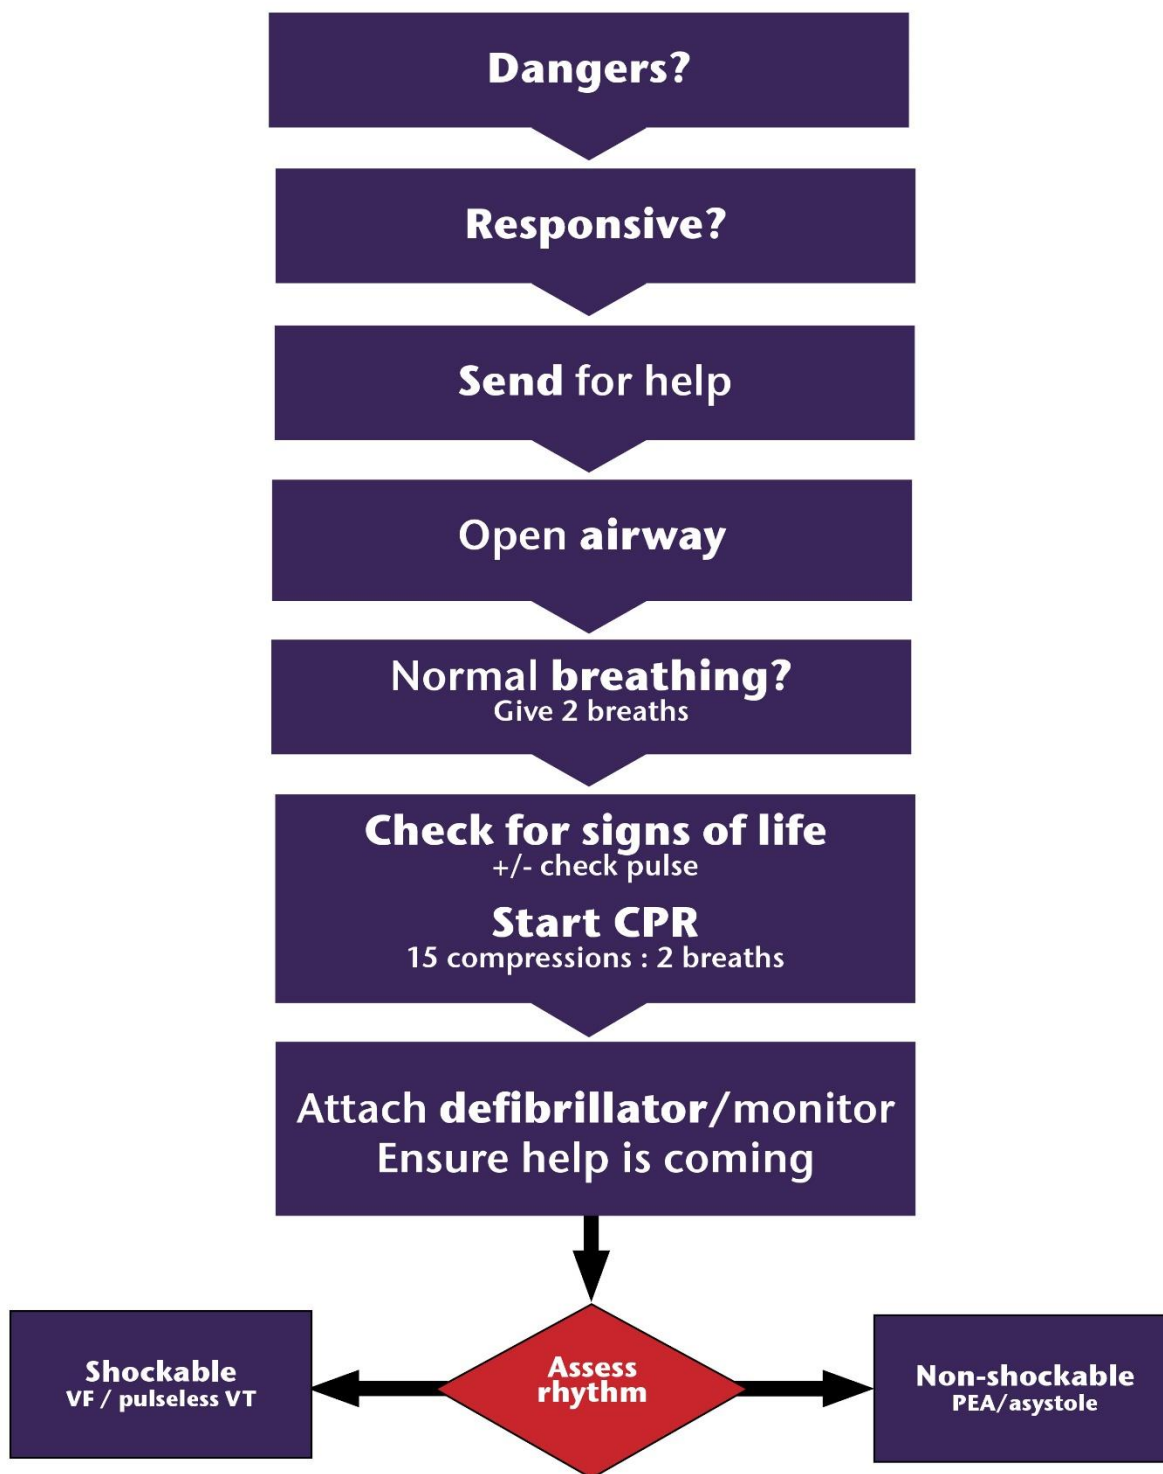 Dangers?
Responsive?
Send for help
Open airway
Normal breathing?
Give 2 breaths
Check for signs of life
+/- check pulse
Start CPR
15 compressions : 2 breaths
Attach defibrillator/monitor
Ensure help is coming
Shockable
VF / pulseless VT
Assess
rhythm
Non-shockable
PEA/asystole